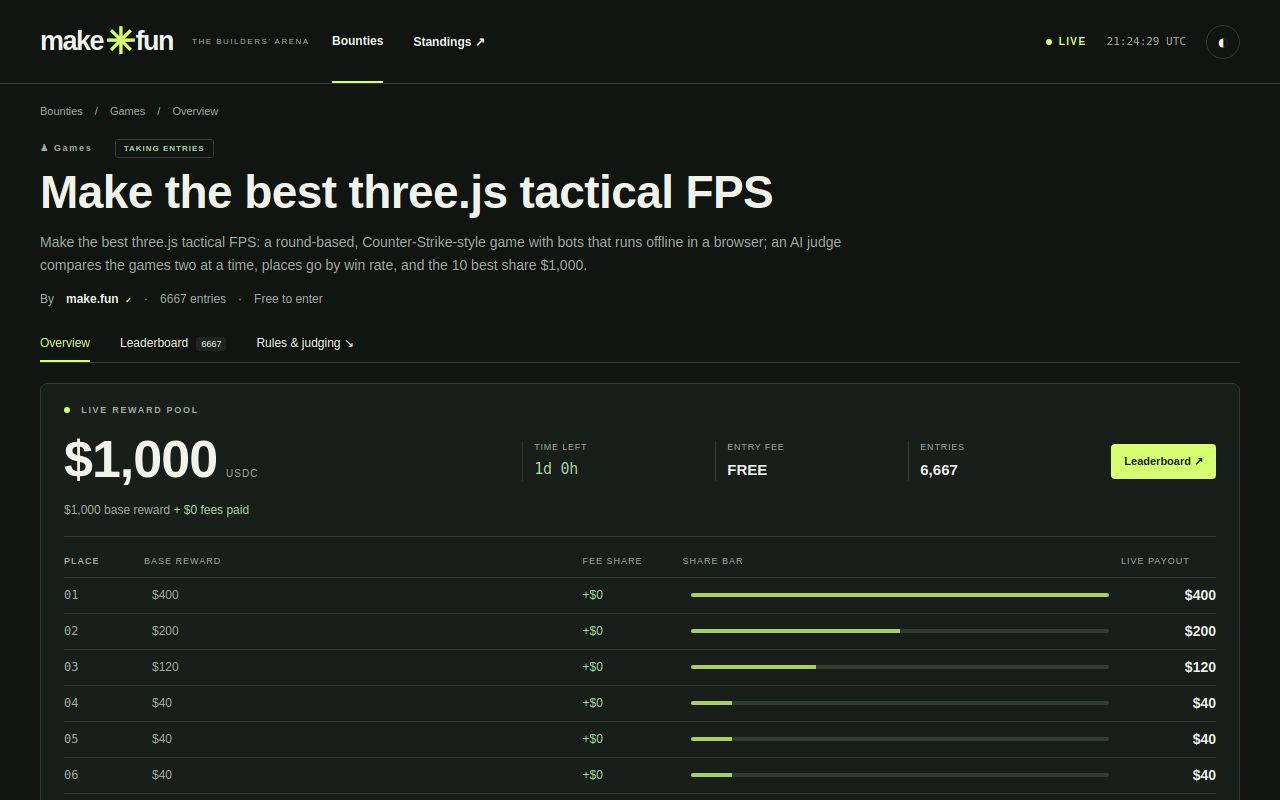 make✳fun THE BUILDERS' ARENA Bounties Standings ↗ LIVE 21:24:29 UTC
Bounties / Games / Overview
♟ Games TAKING ENTRIES
Make the best three.js tactical FPS
Make the best three.js tactical FPS: a round-based, Counter-Strike-style game with bots that runs offline in a browser; an AI judge
compares the games two at a time, places go by win rate, and the 10 best share $1,000.
By make.fun ✓ · 6667 entries · Free to enter
Overview Leaderboard 6667 Rules & judging ↘
LIVE REWARD POOL
$1,000 USDC
TIME LEFT
1d 0h
ENTRY FEE
FREE
ENTRIES
6,667
Leaderboard ↗
$1,000 base reward + $0 fees paid
PLACE BASE REWARD FEE SHARE SHARE BAR LIVE PAYOUT
01 $400 +$0 $400
02 $200 +$0 $200
03 $120 +$0 $120
04 $40 +$0 $40
05 $40 +$0 $40
06 $40 +$0 $40